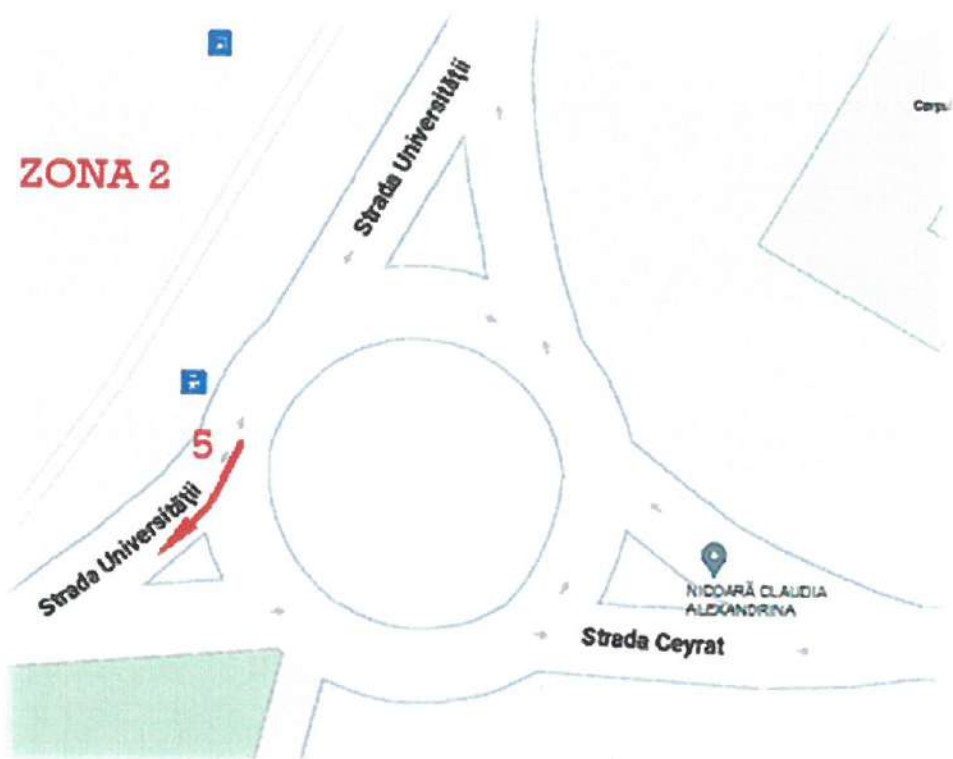 Strada Universității
ZONA 2
5
Strada Universității
NICOARĂ CLAUDIA
ALEXANDRINA
Strada Ceyrat